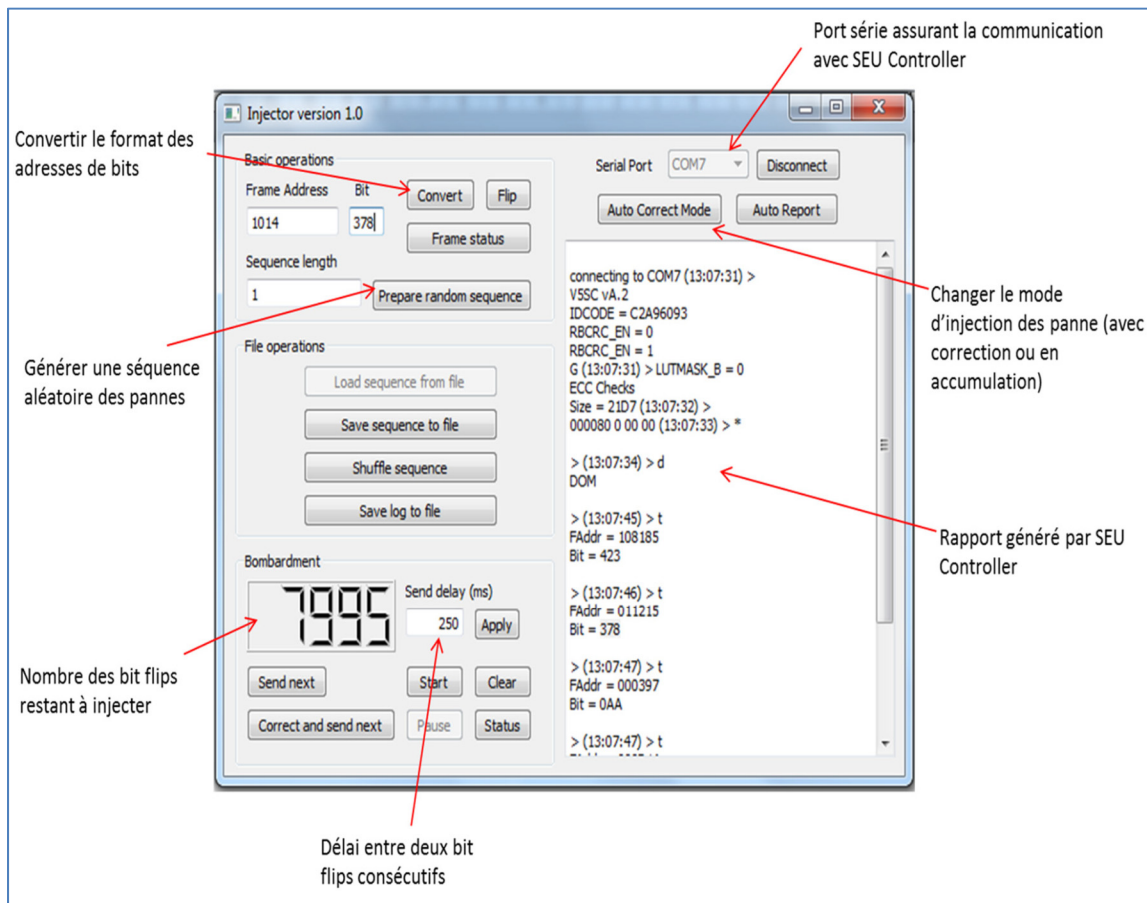 Port série assurant la communication
avec SEU Controller
Injector version 1.0
Convertir le format des
adresses de bits
Basic operations
Frame Address Bit
Convert Flip
1014 378
Frame status
Sequence length
1 Prepare random sequence
Serial Port COM7 Disconnect
Auto Correct Mode Auto Report
Générer une séquence
aléatoire des pannes
File operations
Load sequence from file
Save sequence to file
Shuffle sequence
Save log to file
connecting to COM7 (13:07:31) >
V5SC vA.2
IDCODE = C2A96093
RBCRC_EN = 0
RBCRC_EN = 1
G (13:07:31) > LUTMASK_B = 0
ECC Checks
Size = 21D7 (13:07:32) >
000080 0 00 00 (13:07:33) > *
> (13:07:34) > d
DOM
> (13:07:45) > t
FAddr = 108185
Bit = 423
> (13:07:46) > t
FAddr = 011215
Bit = 378
> (13:07:47) > t
FAddr = 000397
Bit = 0AA
> (13:07:47) > t
Changer le mode
d'injection des panne (avec
correction ou en
accumulation)
Rapport généré par SEU
Controller
Bombardment
7995
Send delay (ms)
250 Apply
Send next Start Clear
Correct and send next Pause Status
Nombre des bit flips
restant à injecter
Délai entre deux bit
flips consécutifs